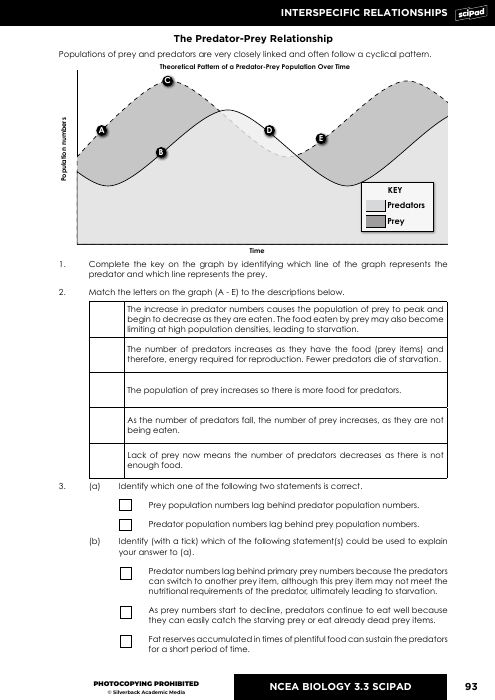 INTERSPECIFIC RELATIONSHIPS scipad
The Predator-Prey Relationship
Populations of prey and predators are very closely linked and often follow a cyclical pattern.
Theoretical Pattern of a Predator-Prey Population Over Time
C
A
D
E
B
Population numbers
KEY
Predators
Prey
Time
1. Complete the key on the graph by identifying which line of the graph represents the
predator and which line represents the prey.
2. Match the letters on the graph (A - E) to the descriptions below.
The increase in predator numbers causes the population of prey to peak and
begin to decrease as they are eaten. The food eaten by prey may also become
limiting at high population densities, leading to starvation.
The number of predators increases as they have the food (prey items) and
therefore, energy required for reproduction. Fewer predators die of starvation.
The population of prey increases so there is more food for predators.
As the number of predators fall, the number of prey increases, as they are not
being eaten.
Lack of prey now means the number of predators decreases as there is not
enough food.
3. (a) Identify which one of the following two statements is correct.
Prey population numbers lag behind predator population numbers.
Predator population numbers lag behind prey population numbers.
(b) Identify (with a tick) which of the following statement(s) could be used to explain
your answer to (a).
Predator numbers lag behind primary prey numbers because the predators
can switch to another prey item, although this prey item may not meet the
nutritional requirements of the predator, ultimately leading to starvation.
As prey numbers start to decline, predators continue to eat well because
they can easily catch the starving prey or eat already dead prey items.
Fat reserves accumulated in times of plentiful food can sustain the predators
for a short period of time.
PHOTOCOPYING PROHIBITED
© Silverback Academic Media
NCEA BIOLOGY 3.3 SCIPAD
93